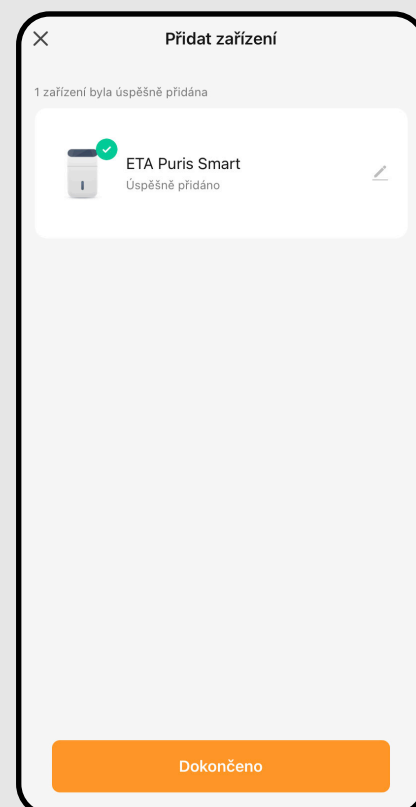 Přidat zařízení
1 zařízení byla úspěšně přidána
ETA Puris Smart
Úspěšně přidáno
Dokončeno